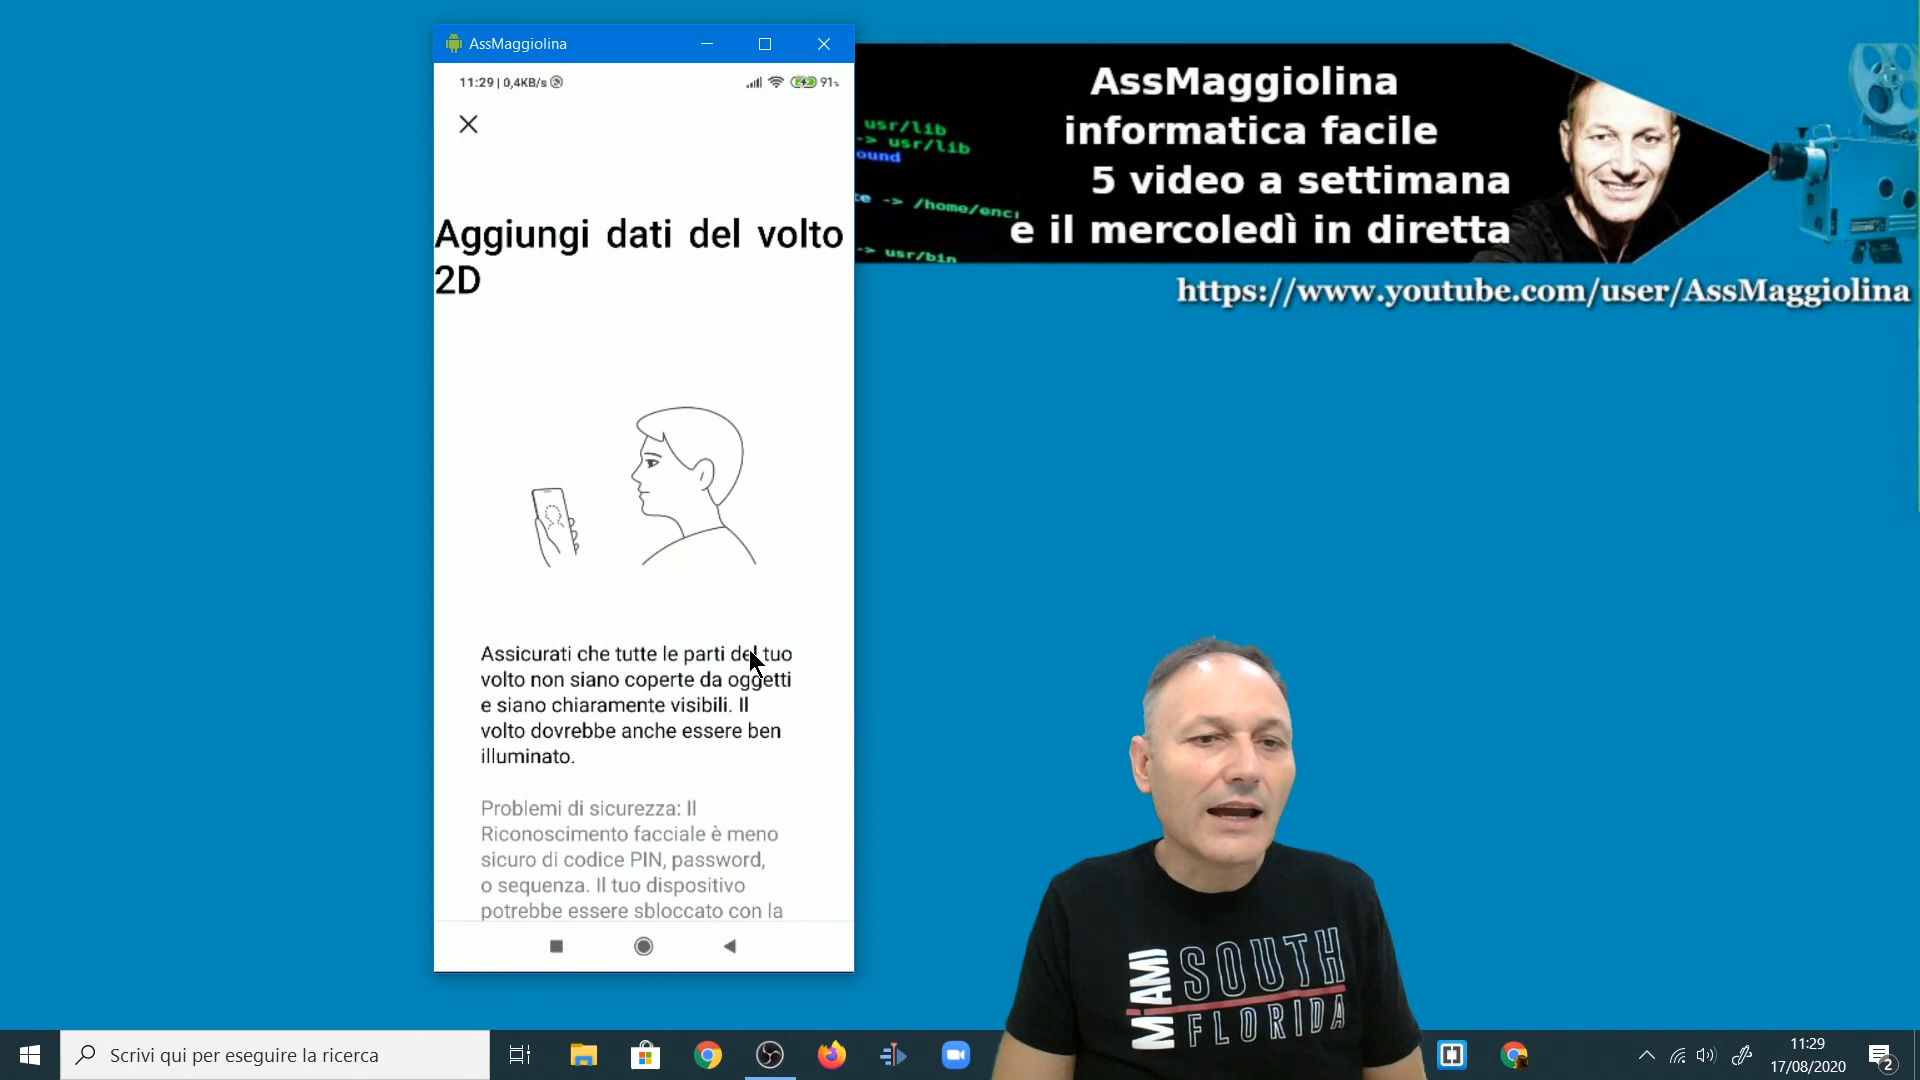 AssMaggiolina
11:29 | 0,4KB/s
91
Aggiungi dati del volto
2D
Assicurati che tutte le parti del tuo
volto non siano coperte da oggetti
e siano chiaramente visibili. Il
volto dovrebbe anche essere ben
illuminato.
Problemi di sicurezza: Il
Riconoscimento facciale è meno
sicuro di codice PIN, password,
o sequenza. Il tuo dispositivo
potrebbe essere sbloccato con la
AssMaggiolina
informatica facile
5 video a settimana
e il mercoledì in diretta
usr/lib
-> usr/lib
ound
-> /home/enc
-> usr/bin
https://www.youtube.com/user/AssMaggiolina
MIAMI
SOUTH
FLORIDA
Scrivi qui per eseguire la ricerca
11:29
17/08/2020
2